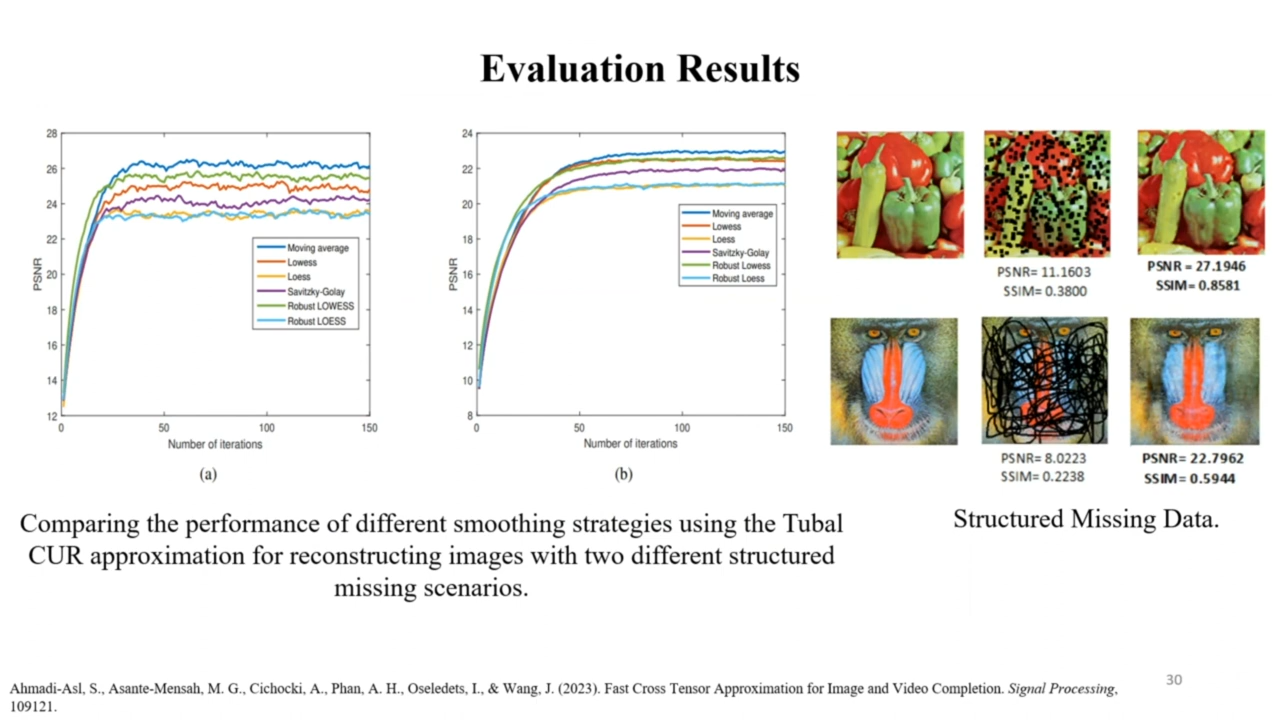 Evaluation Results
28
26
24
22
20
18
16
14
12
PSNR
0
50
100
150
Number of iterations
Moving average
Lowess
Loess
Savitzky-Golay
Robust LOWESS
Robust LOESS
(a)
24
22
20
18
16
14
12
10
8
PSNR
0
50
100
150
Number of iterations
Moving average
Lowess
Loess
Savitzky-Golay
Robust Lowess
Robust Loess
(b)
PSNR= 11.1603
SSIM= 0.3800
PSNR = 27.1946
SSIM= 0.8581
PSNR= 8.0223
SSIM= 0.2238
PSNR= 22.7962
SSIM= 0.5944
Comparing the performance of different smoothing strategies using the Tubal
CUR approximation for reconstructing images with two different structured
missing scenarios.
Structured Missing Data.
Ahmadi-Asl, S., Asante-Mensah, M. G., Cichocki, A., Phan, A. H., Oseledets, I., & Wang, J. (2023). Fast Cross Tensor Approximation for Image and Video Completion. Signal Processing,
109121.
30